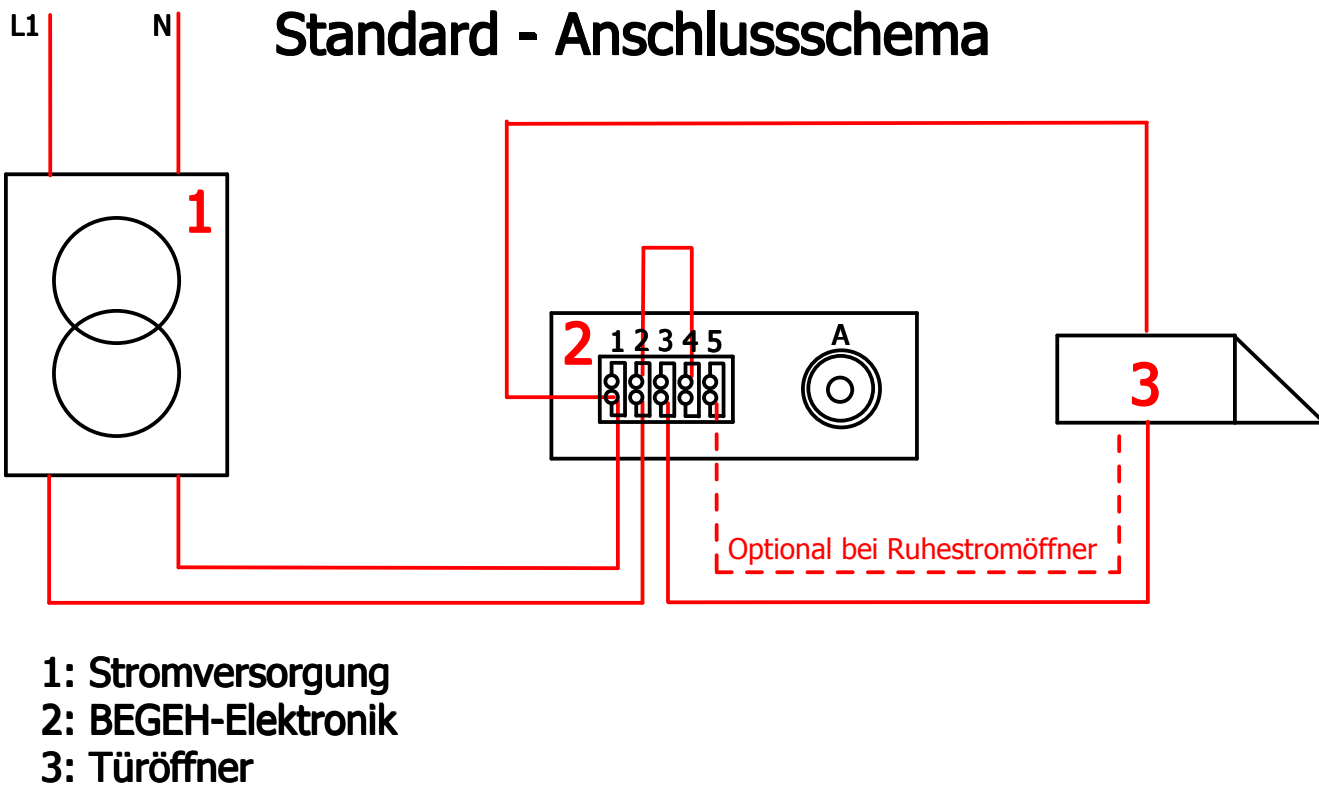 L1 N Standard - Anschlussschema
1
2 1 2 3 4 5 A
3
Optional bei Ruhestromöffner
1: Stromversorgung
2: BEGEH-Elektronik
3: Türöffner